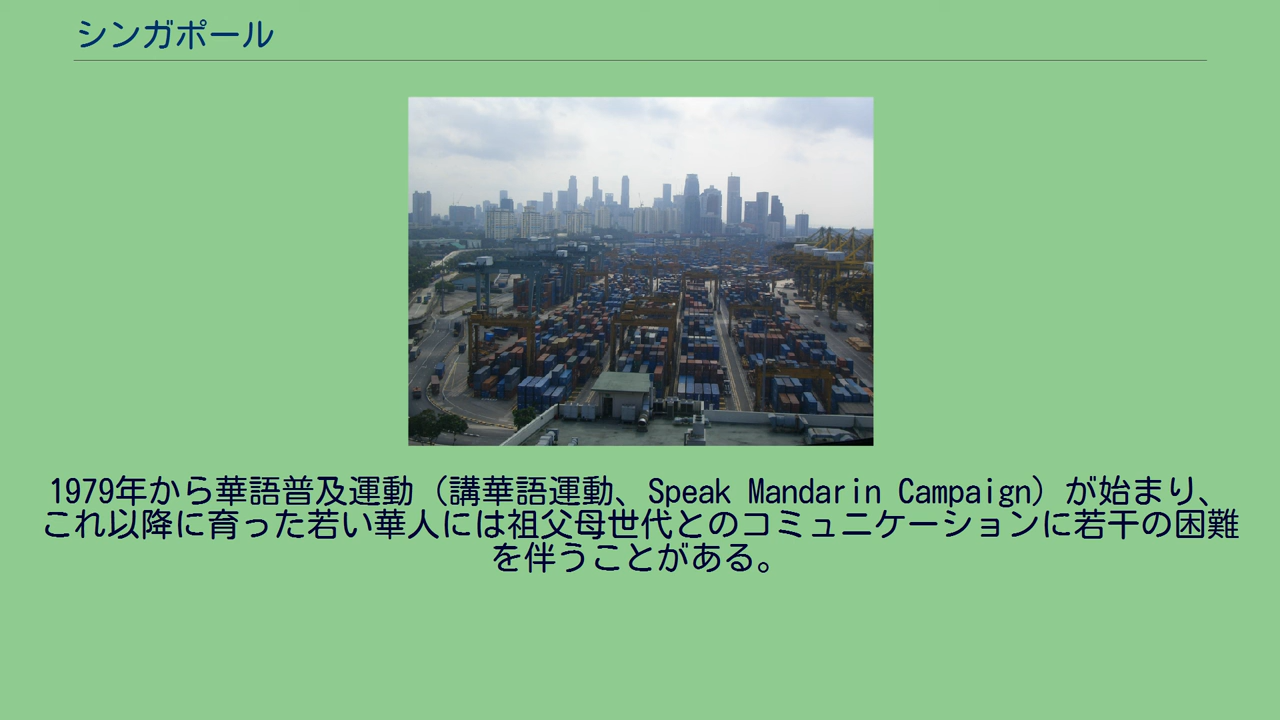 シンガポール
1979年から華語普及運動（講華語運動、Speak Mandarin Campaign）が始まり、
これ以降に育った若い華人には祖父母世代とのコミュニケーションに若干の困難
を伴うことがある。